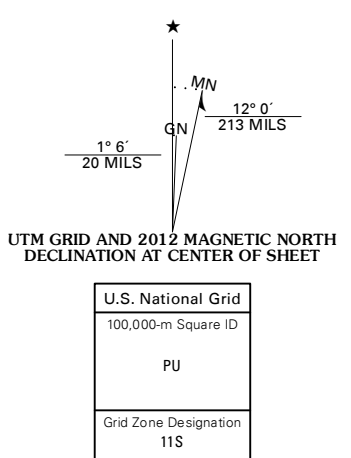 ★
MN
12° 0´
213 MILS
GN
1° 6´
20 MILS
UTM GRID AND 2012 MAGNETIC NORTH
DECLINATION AT CENTER OF SHEET
U.S. National Grid
100,000-m Square ID
PU
Grid Zone Designation
11S